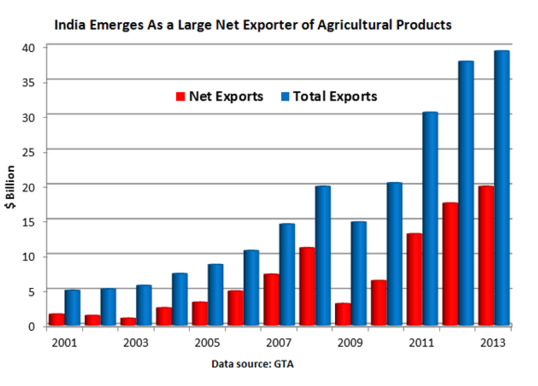 India Emerges As a Large Net Exporter of Agricultural Products
40
35
30
25
20
15
10
5
0
$ Billion
Net Exports Total Exports
2001 2003 2005 2007 2009 2011 2013
Data source: GTA